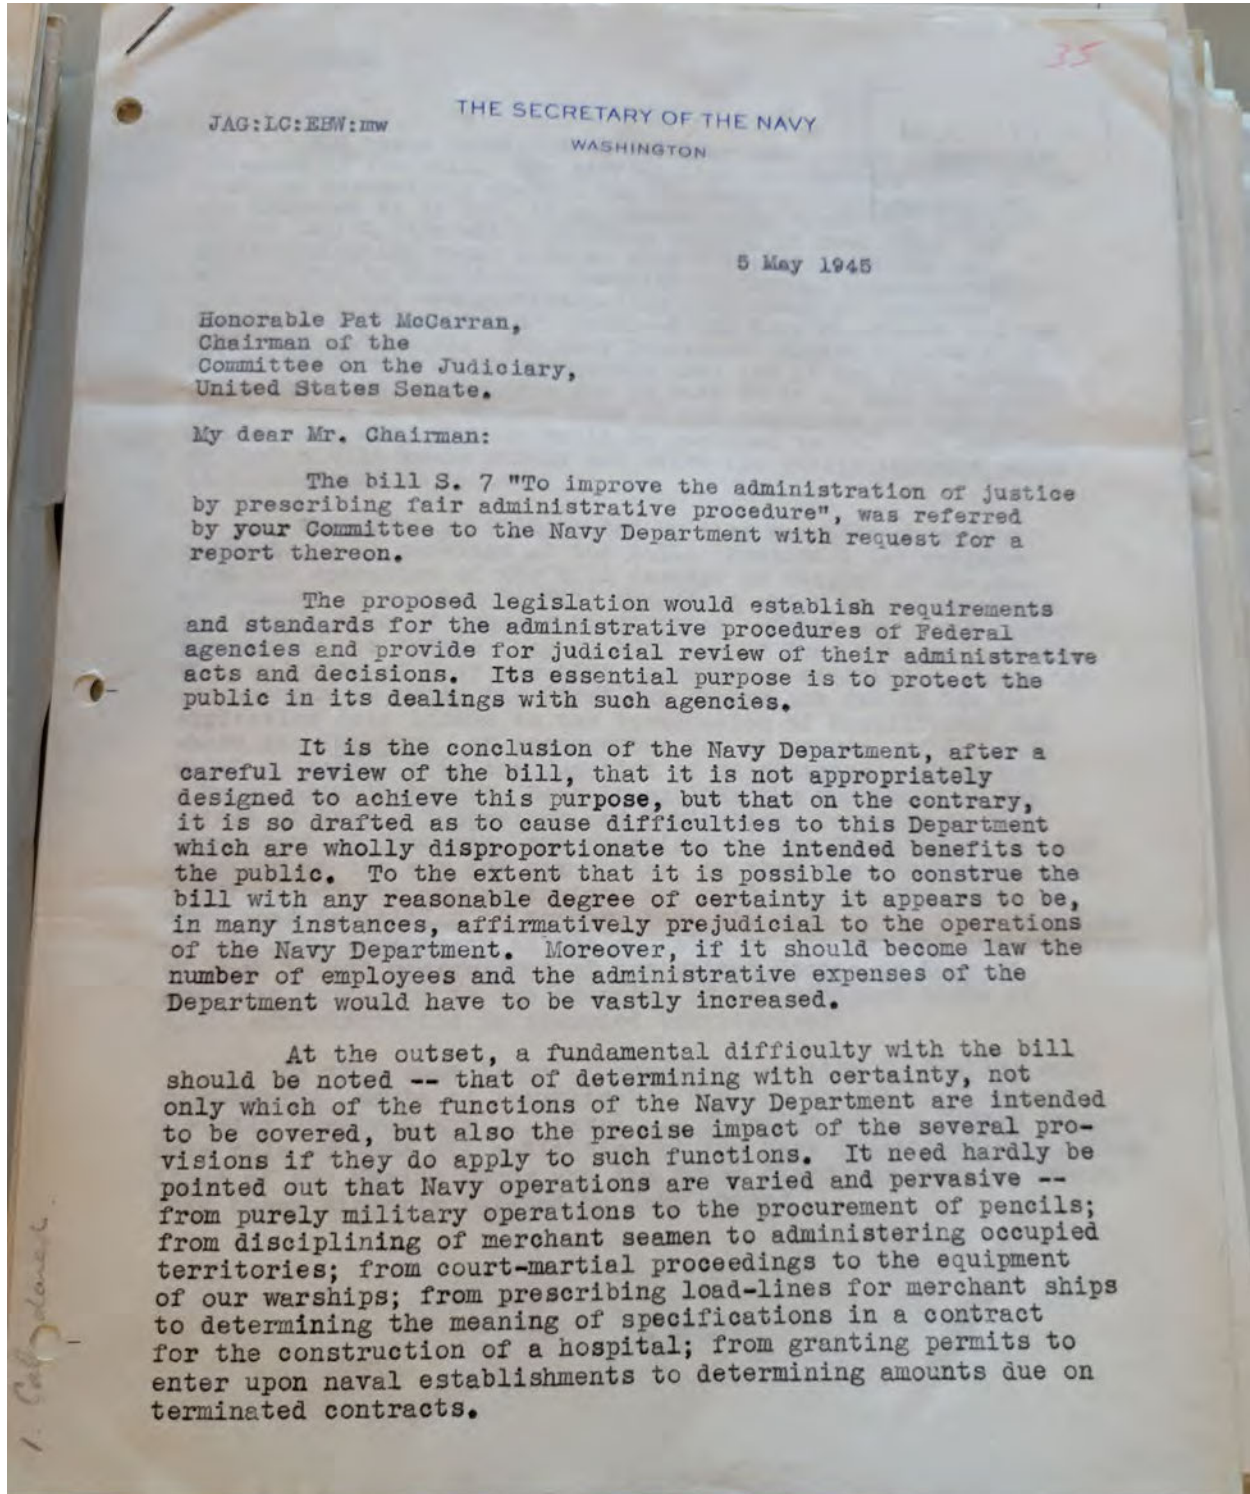 35
JAG:LC:EBW:mw
THE SECRETARY OF THE NAVY
WASHINGTON
5 May 1945
Honorable Pat McCarran,
Chairman of the
Committee on the Judiciary,
United States Senate.
My dear Mr. Chairman:
The bill S. 7 "To improve the administration of justice
by prescribing fair administrative procedure", was referred
by your Committee to the Navy Department with request for a
report thereon.
The proposed legislation would establish requirements
and standards for the administrative procedures of Federal
agencies and provide for judicial review of their administrative
acts and decisions. Its essential purpose is to protect the
public in its dealings with such agencies.
It is the conclusion of the Navy Department, after a
careful review of the bill, that it is not appropriately
designed to achieve this purpose, but that on the contrary,
it is so drafted as to cause difficulties to this Department
which are wholly disproportionate to the intended benefits to
the public. To the extent that it is possible to construe the
bill with any reasonable degree of certainty it appears to be,
in many instances, affirmatively prejudicial to the operations
of the Navy Department. Moreover, if it should become law the
number of employees and the administrative expenses of the
Department would have to be vastly increased.
At the outset, a fundamental difficulty with the bill
should be noted -- that of determining with certainty, not
only which of the functions of the Navy Department are intended
to be covered, but also the precise impact of the several pro-
visions if they do apply to such functions. It need hardly be
pointed out that Navy operations are varied and pervasive --
from purely military operations to the procurement of pencils;
from disciplining of merchant seamen to administering occupied
territories; from court-martial proceedings to the equipment
of our warships; from prescribing load-lines for merchant ships
to determining the meaning of specifications in a contract
for the construction of a hospital; from granting permits to
enter upon naval establishments to determining amounts due on
terminated contracts.